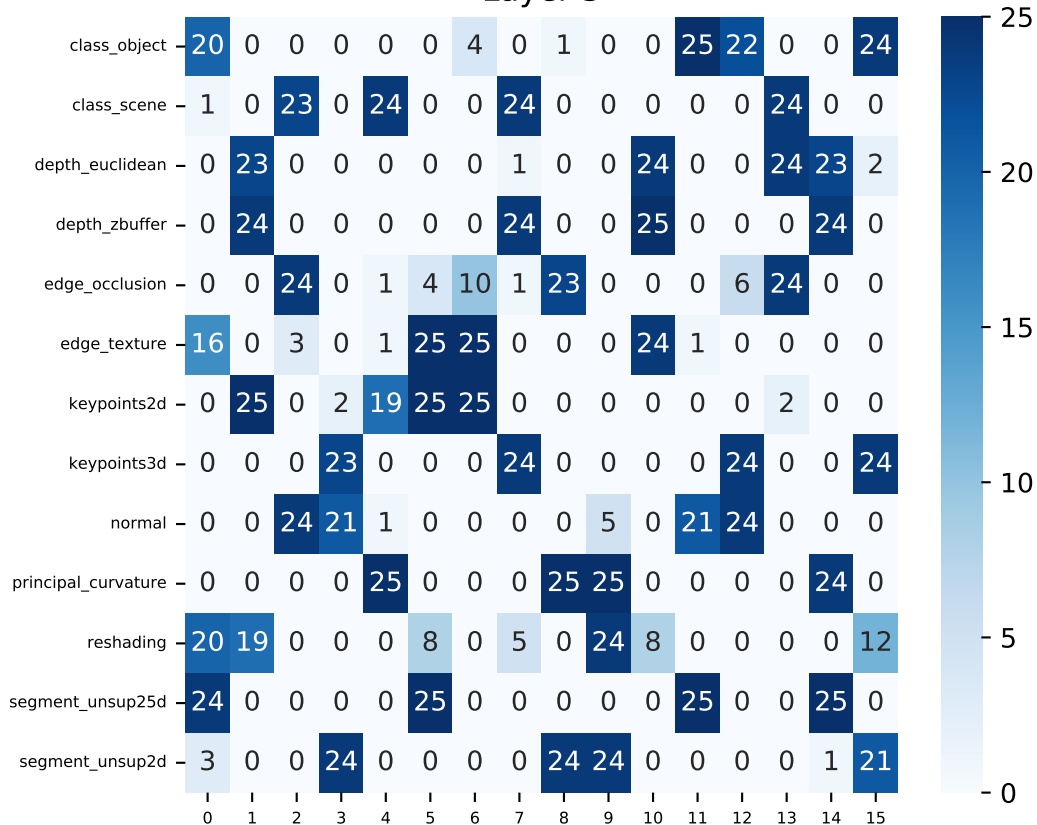 class_object 20 0 0 0 0 0 4 0 1 0 0 25 22 0 0 24
class_scene 1 0 23 0 24 0 0 24 0 0 0 0 0 24 0 0
depth_euclidean 0 23 0 0 0 0 0 1 0 0 24 0 0 24 23 2
depth_zbuffer 0 24 0 0 0 0 0 24 0 0 25 0 0 0 24 0
edge_occlusion 0 0 24 0 1 4 10 1 23 0 0 0 6 24 0 0
edge_texture 16 0 3 0 1 25 25 0 0 0 24 1 0 0 0 0
keypoints2d 0 25 0 2 19 25 25 0 0 0 0 0 0 2 0 0
keypoints3d 0 0 0 23 0 0 0 24 0 0 0 0 24 0 0 24
normal 0 0 24 21 1 0 0 0 0 5 0 21 24 0 0 0
principal_curvature 0 0 0 0 25 0 0 0 25 25 0 0 0 0 24 0
reshading 20 19 0 0 0 8 0 5 0 24 8 0 0 0 0 12
segment_unsup25d 24 0 0 0 0 25 0 0 0 0 0 25 0 0 25 0
segment_unsup2d 3 0 0 24 0 0 0 0 24 24 0 0 0 0 1 21
0 1 2 3 4 5 6 7 8 9 10 11 12 13 14 15
25
20
15
10
5
0